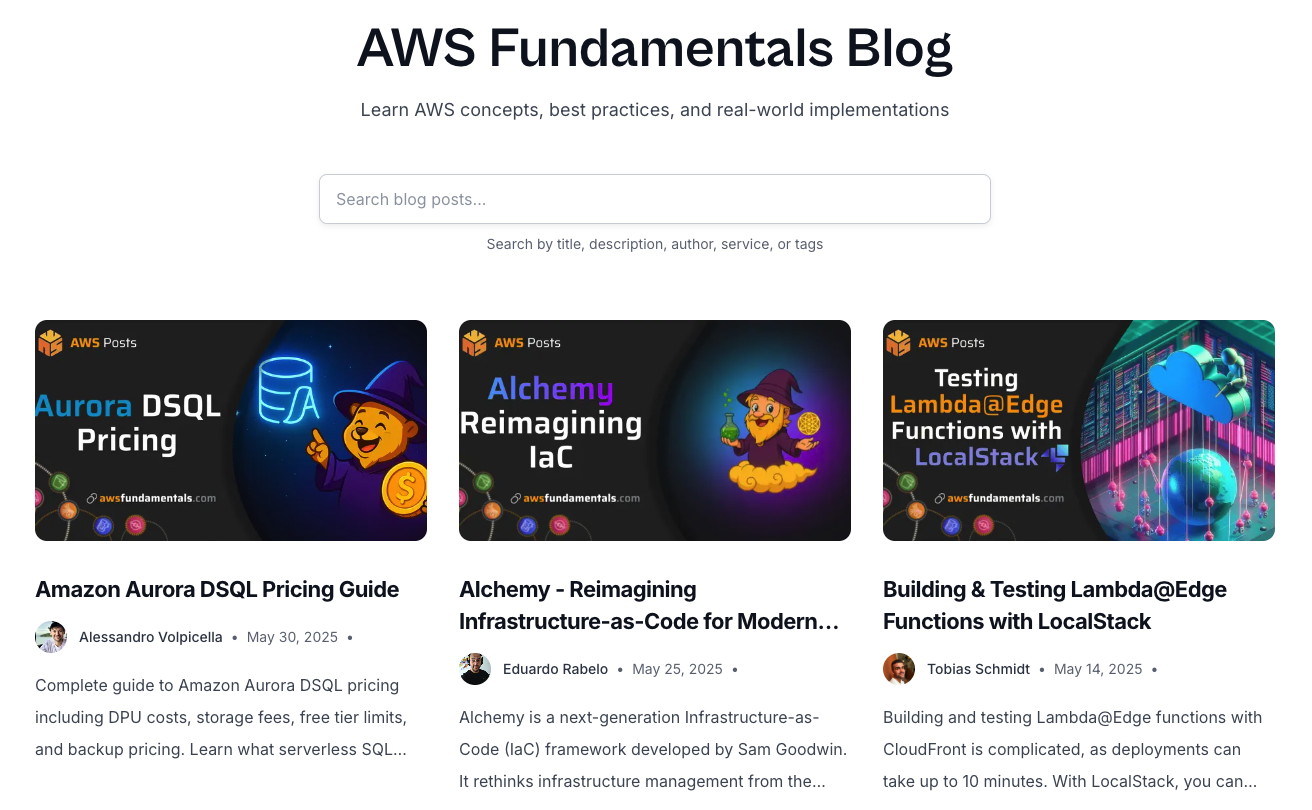 AWS Fundamentals Blog
Learn AWS concepts, best practices, and real-world implementations
Search blog posts...
Search by title, description, author, service, or tags
AWS Posts
Aurora DSQL
Pricing
awsfundamentals.com
AWS Posts
Alchemy
Reimagining
IaC
awsfundamentals.com
AWS Posts
Testing
Lambda@Edge
Functions with
LocalStack
awsfundamentals.com
Amazon Aurora DSQL Pricing Guide
Alessandro Volpicella • May 30, 2025 •
Complete guide to Amazon Aurora DSQL pricing
including DPU costs, storage fees, free tier limits,
and backup pricing. Learn what serverless SQL...
Alchemy - Reimagining
Infrastructure-as-Code for Modern...
Eduardo Rabelo • May 25, 2025 •
Alchemy is a next-generation Infrastructure-as-
Code (IaC) framework developed by Sam Goodwin.
It rethinks infrastructure management from the...
Building & Testing Lambda@Edge
Functions with LocalStack
Tobias Schmidt • May 14, 2025 •
Building and testing Lambda@Edge functions with
CloudFront is complicated, as deployments can
take up to 10 minutes. With LocalStack, you can...